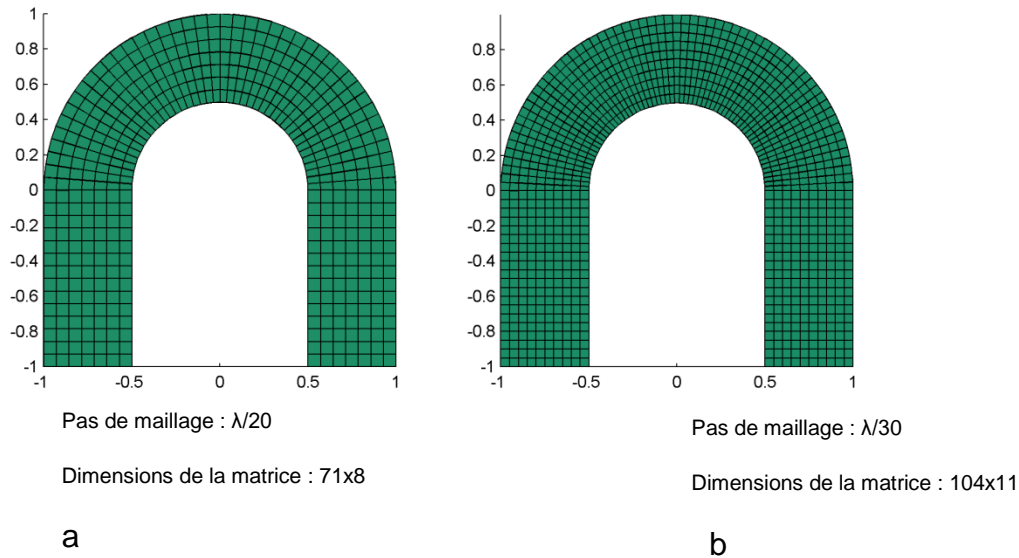 1
0.8
0.6
0.4
0.2
0
-0.2
-0.4
-0.6
-0.8
-1
-1 -0.5 0 0.5 1
Pas de maillage : λ/20
Dimensions de la matrice : 71x8
a
0.8
0.6
0.4
0.2
0
-0.2
-0.4
-0.6
-0.8
-1
-1 -0.5 0 0.5 1
Pas de maillage : λ/30
Dimensions de la matrice : 104x11
b